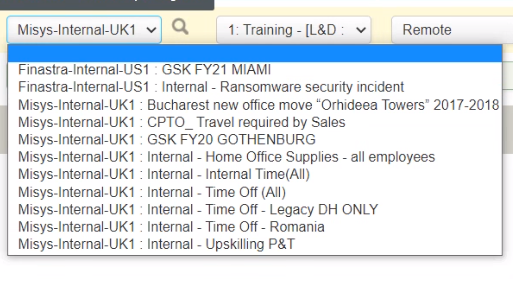 Misys-Internal-UK1
1: Training - [L&D :
Remote
Finastra-Internal-US1 : GSK FY21 MIAMI
Finastra-Internal-US1 : Internal - Ransomware security incident
Misys-Internal-UK1 : Bucharest new office move “Orhideea Towers” 2017-2018
Misys-Internal-UK1 : CPTO_ Travel required by Sales
Misys-Internal-UK1 : GSK FY20 GOTHENBURG
Misys-Internal-UK1 : Internal - Home Office Supplies - all employees
Misys-Internal-UK1 : Internal - Internal Time(All)
Misys-Internal-UK1 : Internal - Time Off (All)
Misys-Internal-UK1 : Internal - Time Off - Legacy DH ONLY
Misys-Internal-UK1 : Internal - Time Off - Romania
Misys-Internal-UK1 : Internal - Upskilling P&T